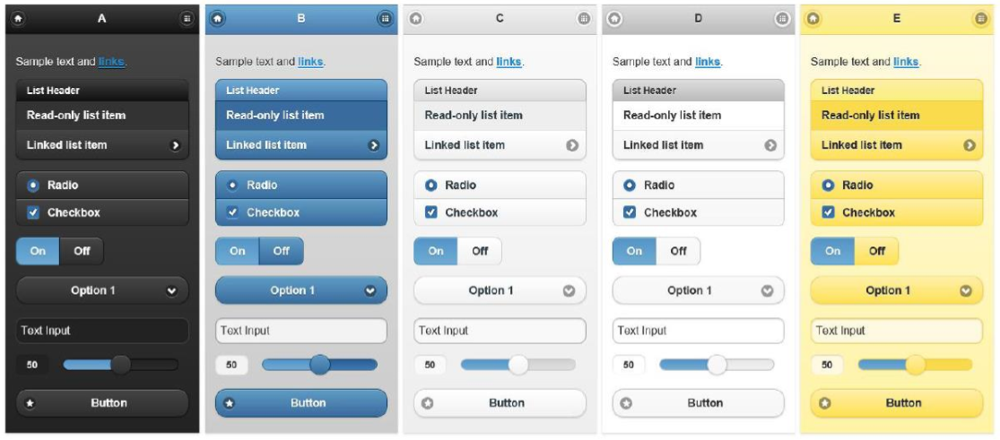 A
Sample text and links.
List Header
Read-only list item
Linked list item
Radio
Checkbox
On Off
Option 1
Text Input
50
Button
B
Sample text and links.
List Header
Read-only list item
Linked list item
Radio
Checkbox
On Off
Option 1
Text Input
50
Button
C
Sample text and links.
List Header
Read-only list item
Linked list item
Radio
Checkbox
On Off
Option 1
Text Input
50
Button
D
Sample text and links.
List Header
Read-only list item
Linked list item
Radio
Checkbox
On Off
Option 1
Text Input
50
Button
E
Sample text and links.
List Header
Read-only list item
Linked list item
Radio
Checkbox
On Off
Option 1
Text Input
50
Button